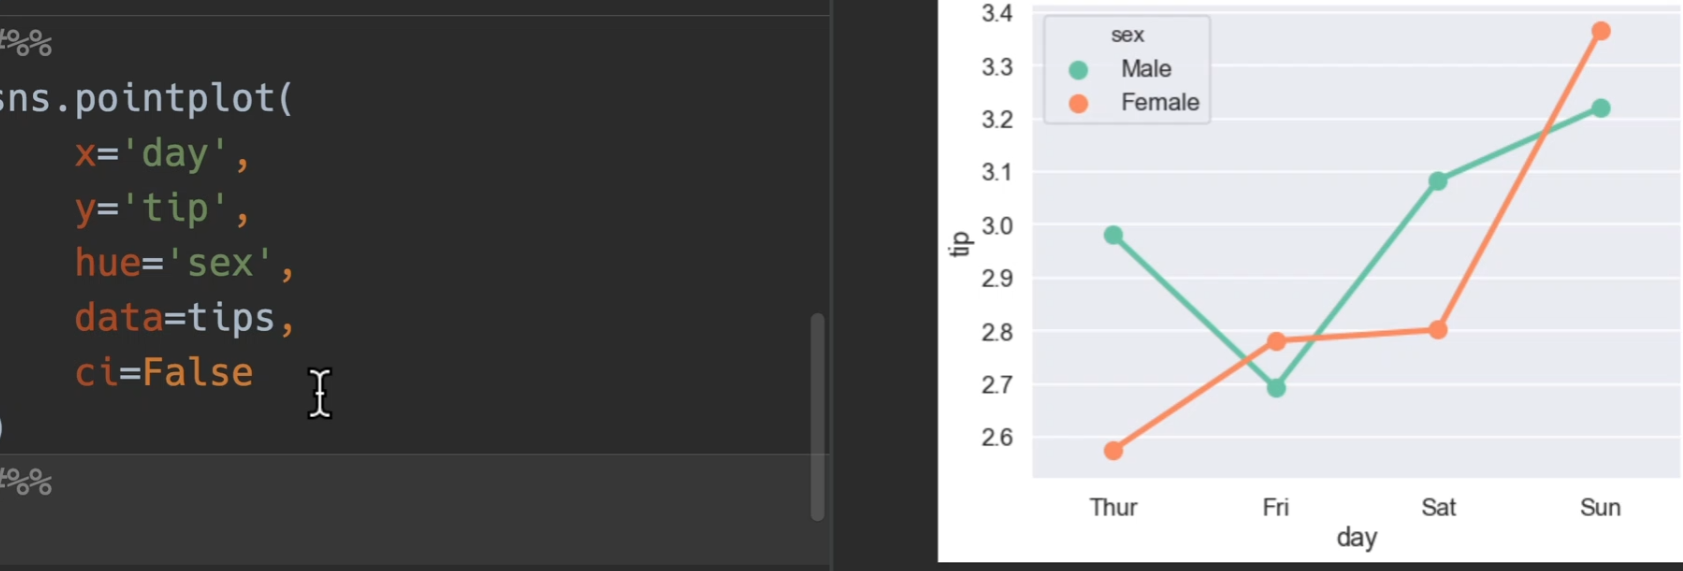 #%%
sns.pointplot(
x='day',
y='tip',
hue='sex',
data=tips,
ci=False
)
#%%
3.4
3.3
3.2
3.1
3.0
2.9
2.8
2.7
2.6
tip
sex
Male
Female
Thur Fri Sat Sun
day